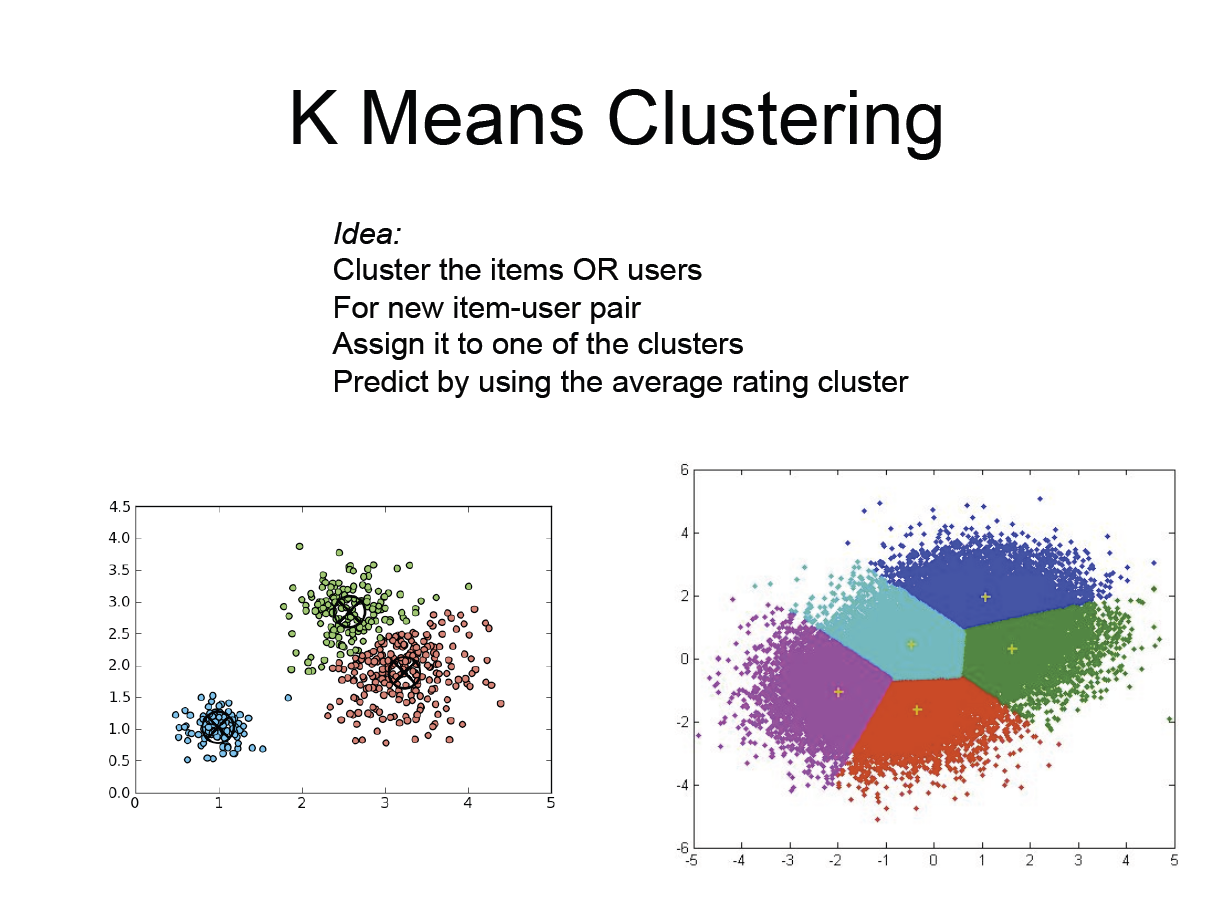 K Means Clustering
Idea:
Cluster the items OR users
For new item-user pair
Assign it to one of the clusters
Predict by using the average rating cluster
4.5
4.0
3.5
3.0
2.5
2.0
1.5
1.0
0.5
0.0
0 1 2 3 4 5
6
4
2
0
-2
-4
-6
-5 -4 -3 -2 -1 0 1 2 3 4 5